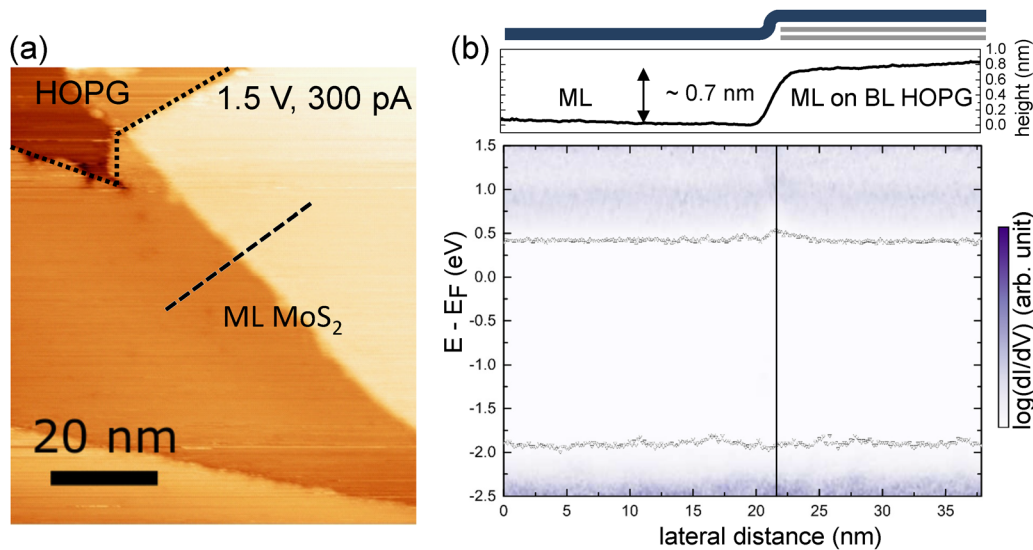 (a)
HOPG
1.5 V, 300 pA
ML MoS₂
20 nm
(b)
ML
~ 0.7 nm
ML on BL HOPG
1.0
0.8
0.6
0.4
0.2
0.0
height (nm)
1.0
0.5
0.0
-0.5
-1.0
-1.5
-2.0
-2.5
E - EF (eV)
0
5
10
15
20
25
30
35
lateral distance (nm)
log(dI/dV) (arb. unit)